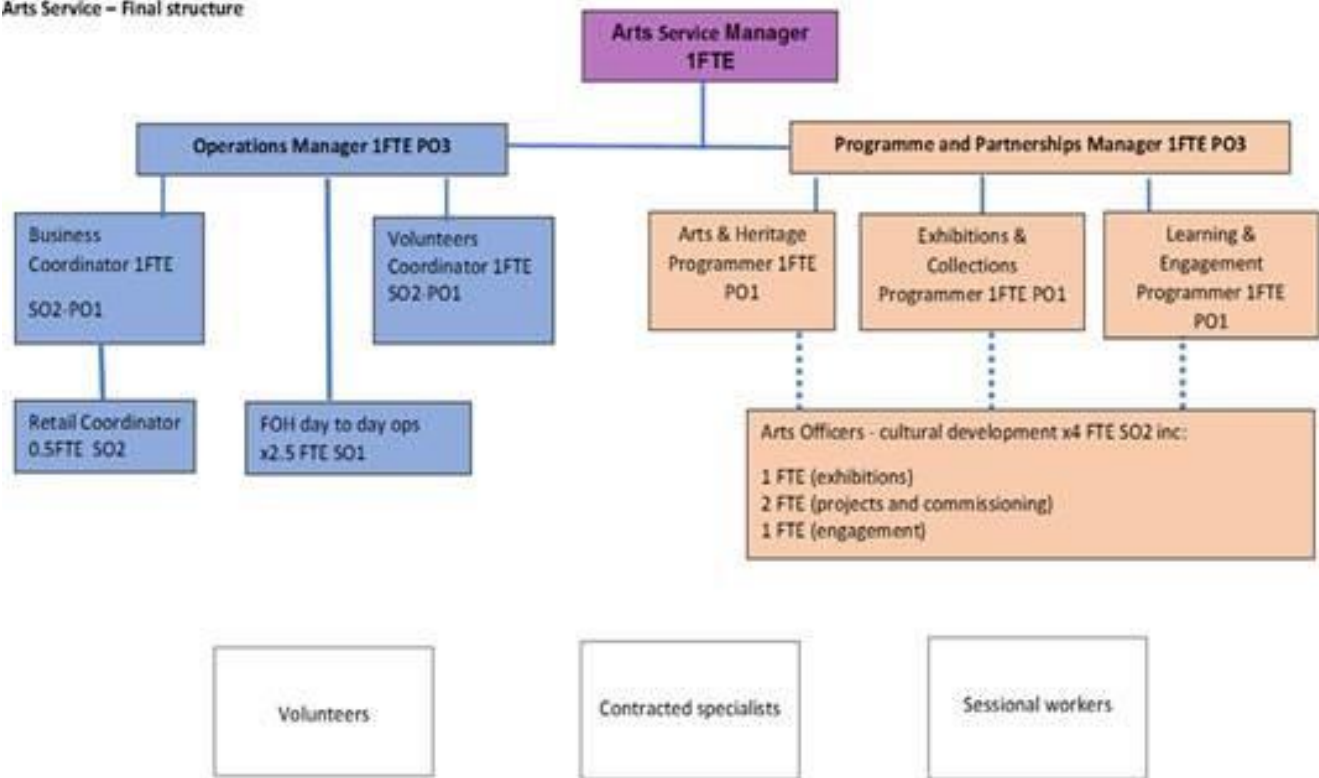 Arts Service – Final structure
Arts Service Manager
1FTE
Operations Manager 1FTE PO3
Programme and Partnerships Manager 1FTE PO3
Business
Coordinator 1FTE
SO2-PO1
Volunteers
Coordinator 1FTE
SO2-PO1
Arts & Heritage
Programmer 1FTE
PO1
Exhibitions &
Collections
Programmer 1FTE PO1
Learning &
Engagement
Programmer 1FTE
PO1
Retail Coordinator
0.5FTE SO2
FOH day to day ops
x2.5 FTE SO1
Arts Officers - cultural development x4 FTE SO2 inc:
1 FTE (exhibitions)
2 FTE (projects and commissioning)
1 FTE (engagement)
Volunteers
Contracted specialists
Sessional workers